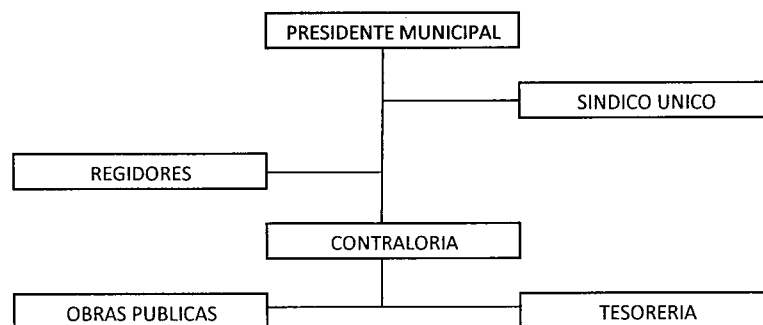 PRESIDENTE MUNICIPAL
SINDICO UNICO
REGIDORES
CONTRALORIA
OBRAS PUBLICAS
TESORERIA